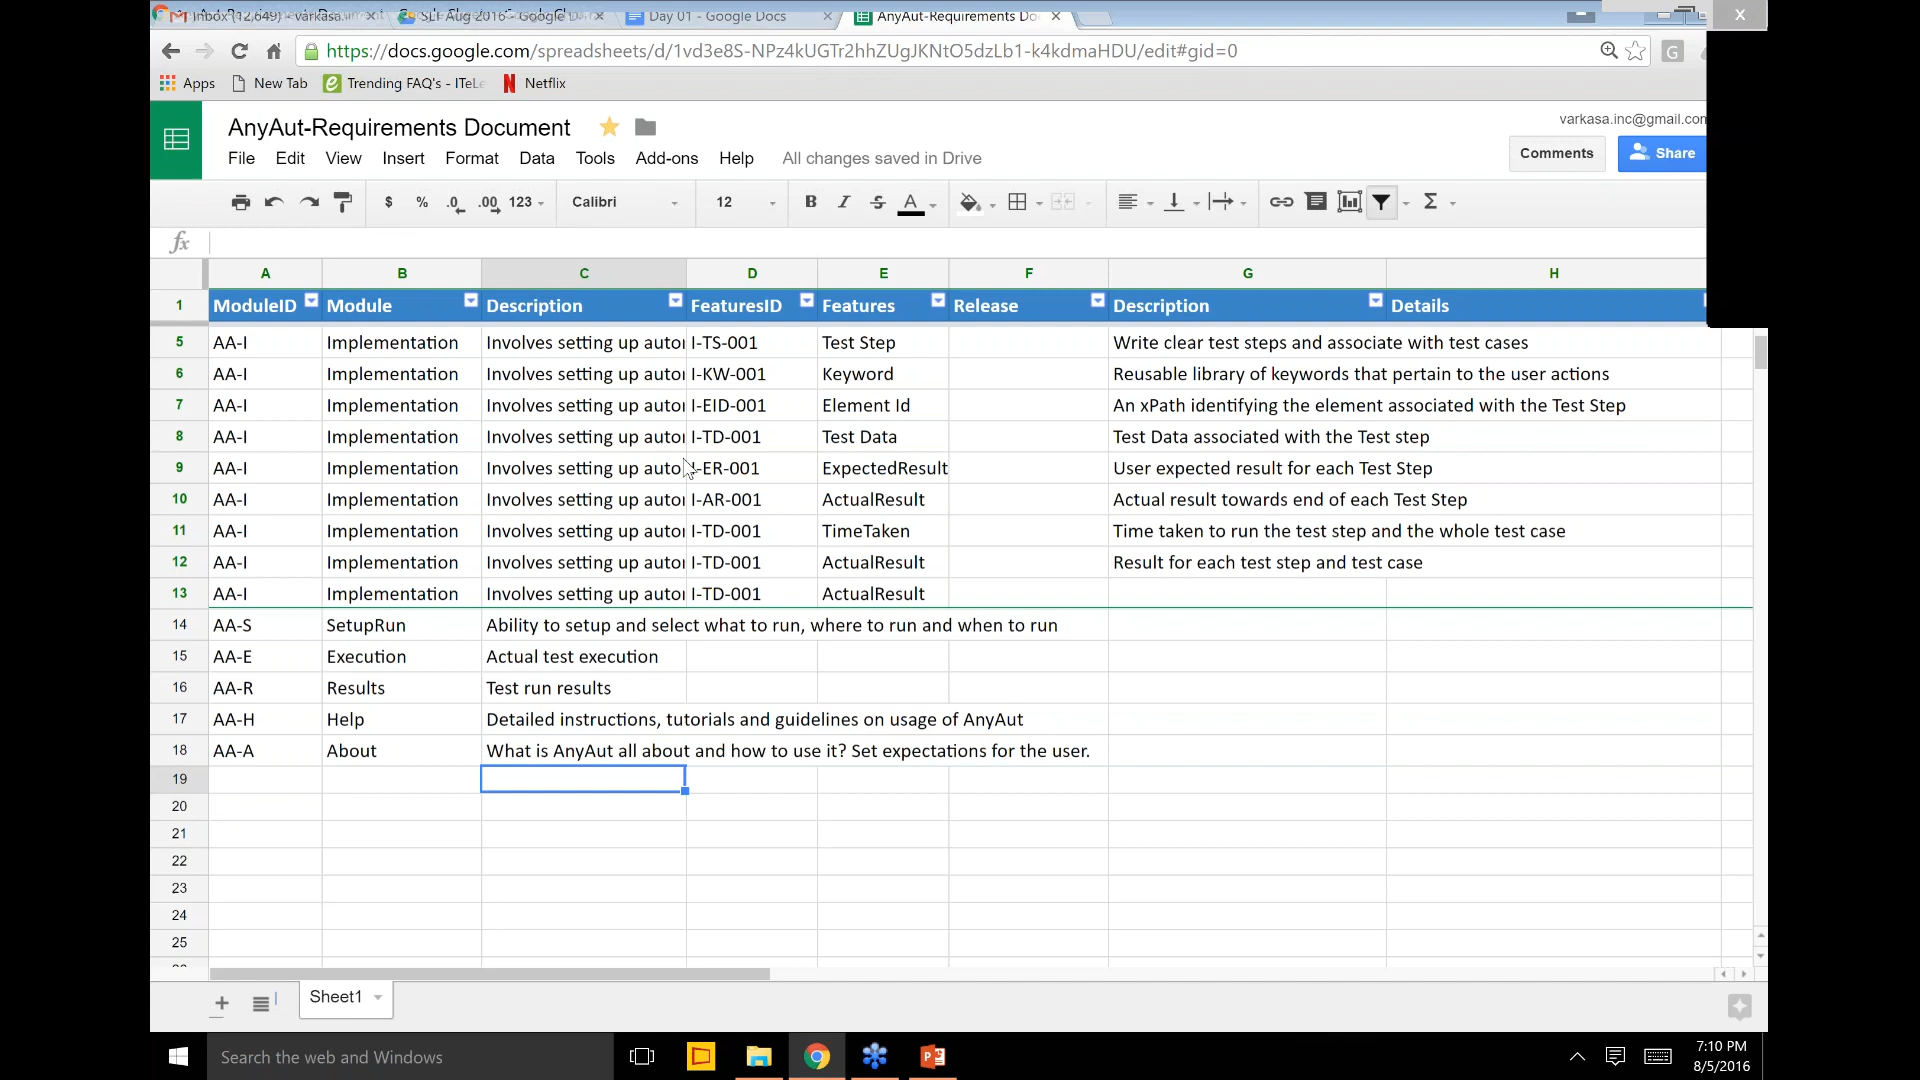 Inbox (12,649) - varkasa.in
SLT Aug 2016 - Google D
Day 01 - Google Docs
AnyAut-Requirements Do
https://docs.google.com/spreadsheets/d/1vd3e8S-NPz4kUGTr2hhZUgJKNtO5dzLb1-k4kdmaHDU/edit#gid=0
Apps New Tab Trending FAQ's - ITeLe Netflix
AnyAut-Requirements Document
varkasa.inc@gmail.com
File Edit View Insert Format Data Tools Add-ons Help All changes saved in Drive
Comments Share
$ % .0 .00 123 Calibri 12 B I S A Σ
fx
A B C D E F G H
1 ModuleID Module Description FeaturesID Features Release Description Details
5 AA-I Implementation Involves setting up autor I-TS-001 Test Step Write clear test steps and associate with test cases
6 AA-I Implementation Involves setting up autor I-KW-001 Keyword Reusable library of keywords that pertain to the user actions
7 AA-I Implementation Involves setting up autor I-EID-001 Element Id An xPath identifying the element associated with the Test Step
8 AA-I Implementation Involves setting up autor I-TD-001 Test Data Test Data associated with the Test step
9 AA-I Implementation Involves setting up auto I-ER-001 ExpectedResult User expected result for each Test Step
10 AA-I Implementation Involves setting up autor I-AR-001 ActualResult Actual result towards end of each Test Step
11 AA-I Implementation Involves setting up autor I-TD-001 TimeTaken Time taken to run the test step and the whole test case
12 AA-I Implementation Involves setting up autor I-TD-001 ActualResult Result for each test step and test case
13 AA-I Implementation Involves setting up autor I-TD-001 ActualResult
14 AA-S SetupRun Ability to setup and select what to run, where to run and when to run
15 AA-E Execution Actual test execution
16 AA-R Results Test run results
17 AA-H Help Detailed instructions, tutorials and guidelines on usage of AnyAut
18 AA-A About What is AnyAut all about and how to use it? Set expectations for the user.
19
20
21
22
23
24
25
Sheet1
Search the web and Windows
7:10 PM
8/5/2016